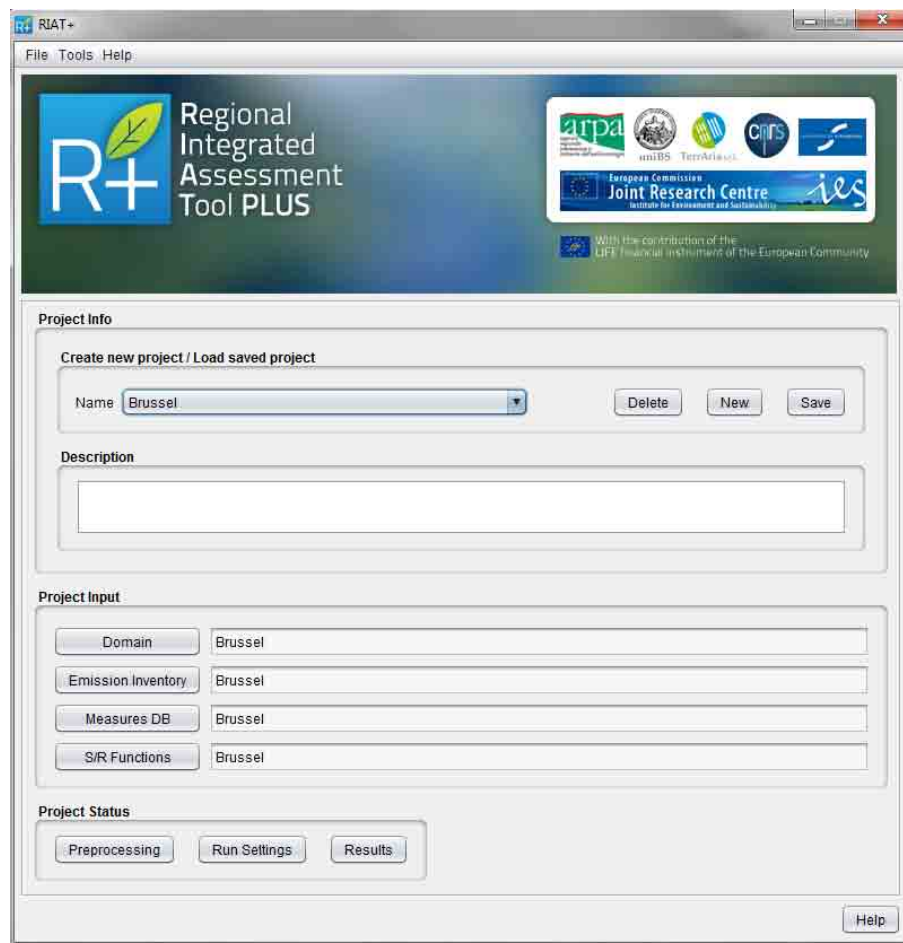 RIAT+
File Tools Help
R+
Regional
Integrated
Assessment
Tool PLUS
arpa
uniBS
TerrAria s.r.l.
cnrs
European Commission
Joint Research Centre
Institute for Environment and Sustainability
ies
With the contribution of the
LIFE financial instrument of the European Community
Project Info
Create new project / Load saved project
Name Brussel Delete New Save
Description
Project Input
Domain Brussel
Emission Inventory Brussel
Measures DB Brussel
S/R Functions Brussel
Project Status
Preprocessing Run Settings Results
Help